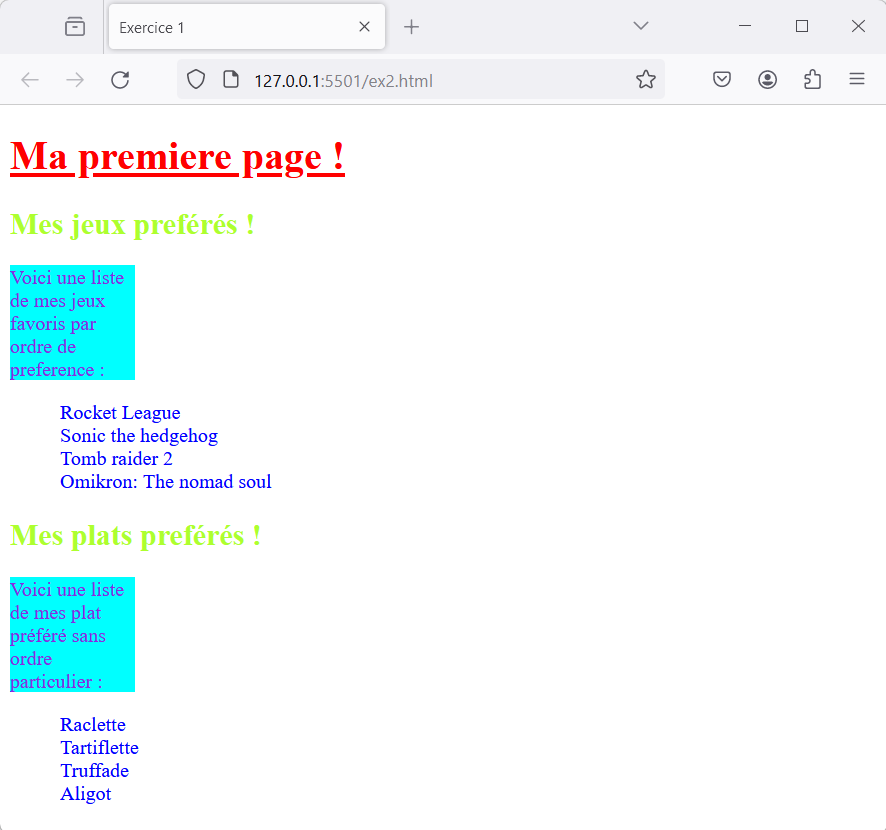 Exercice 1
127.0.0.1:5501/ex2.html
Ma premiere page !
Mes jeux preférés !
Voici une liste
de mes jeux
favoris par
ordre de
preference :
Rocket League
Sonic the hedgehog
Tomb raider 2
Omikron: The nomad soul
Mes plats preférés !
Voici une liste
de mes plat
préféré sans
ordre
particulier :
Raclette
Tartiflette
Truffade
Aligot